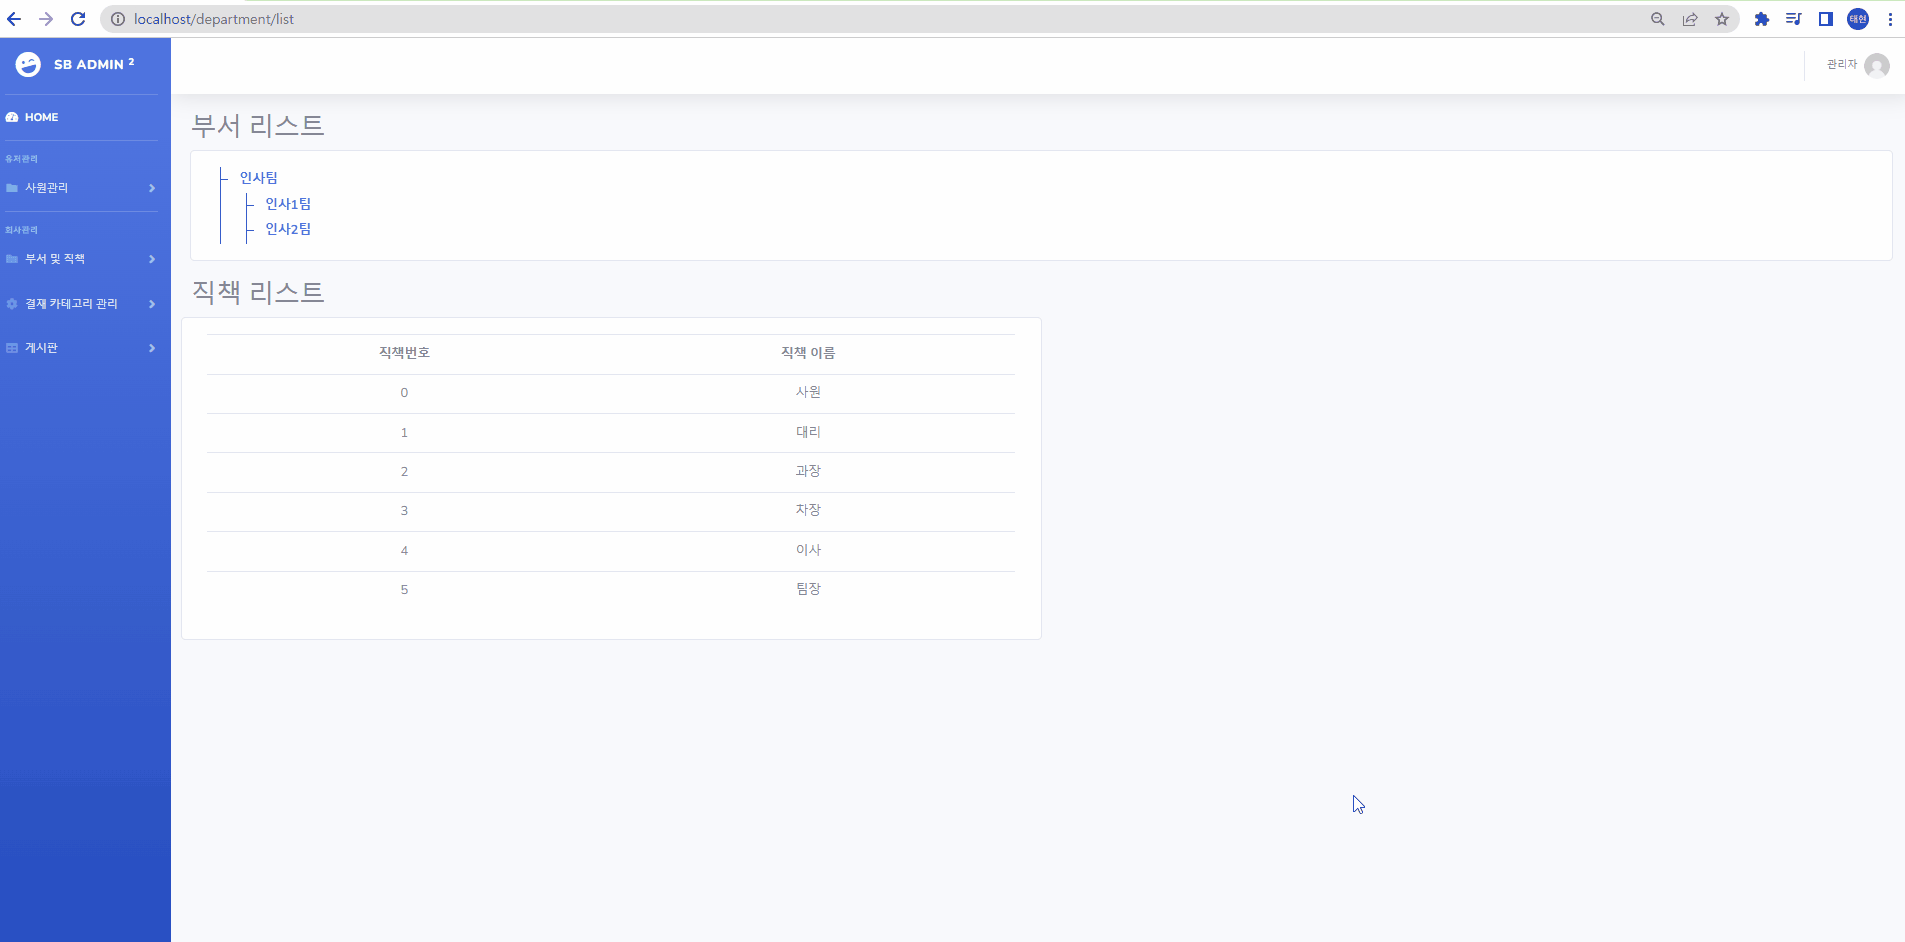 localhost/department/list
태현
SB ADMIN 2
관리자
HOME
유저관리
사원관리
회사관리
부서 및 직책
결재 카테고리 관리
게시판
부서 리스트
인사팀
인사1팀
인사2팀
직책 리스트
직책번호 직책 이름
0 사원
1 대리
2 과장
3 차장
4 이사
5 팀장